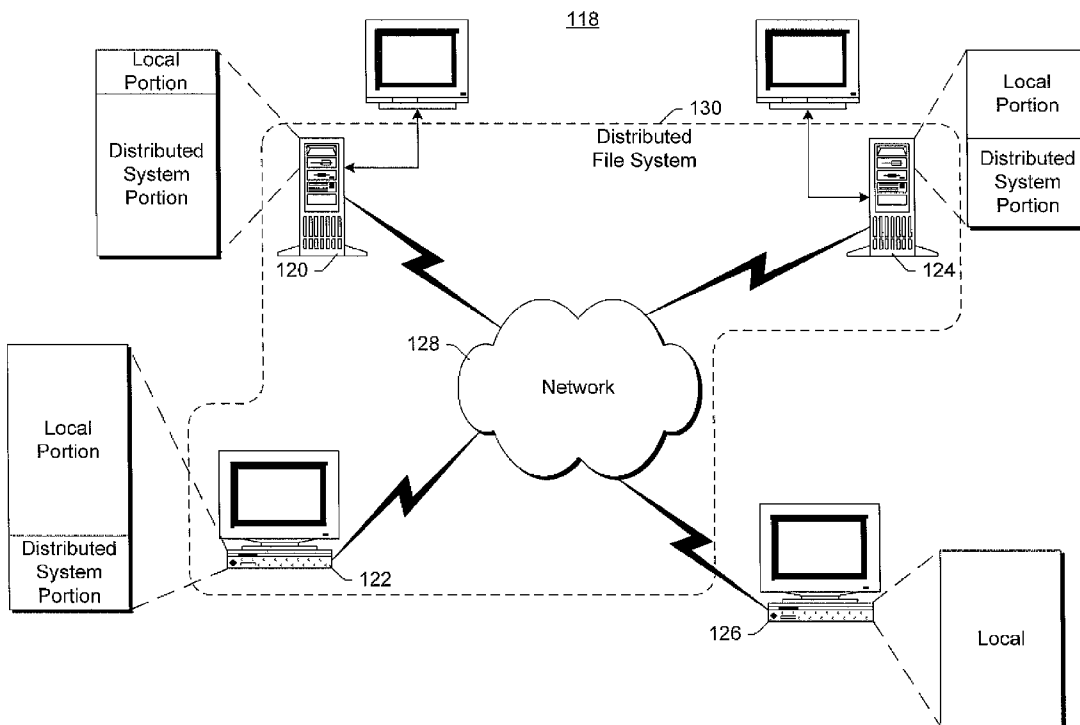 118
Local
Portion
Distributed
System
Portion
130
Distributed
File System
Local
Portion
Distributed
System
Portion
120
124
128
Network
Local
Portion
Distributed
System
Portion
122
126
Local